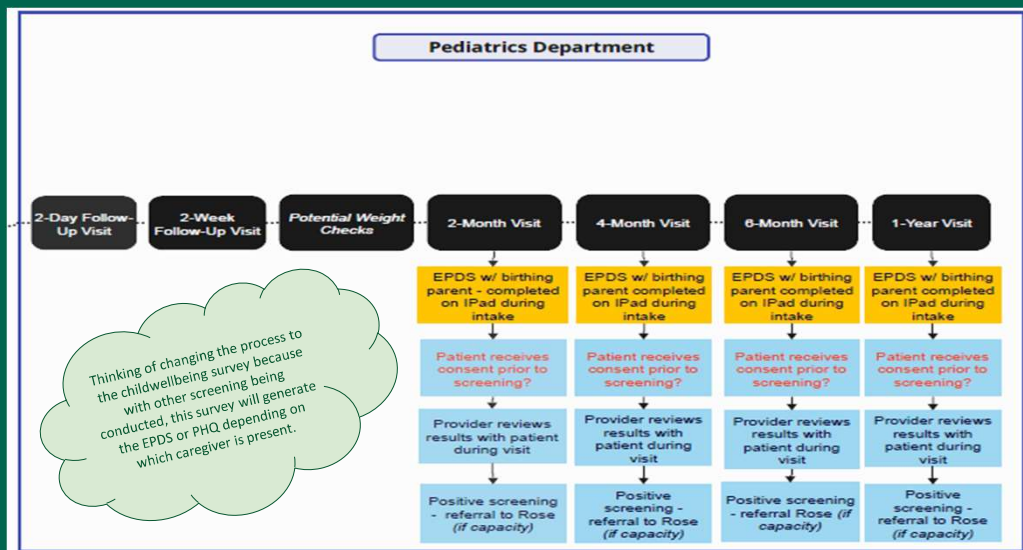 Pediatrics Department
2-Day Follow-
Up Visit
2-Week
Follow-Up Visit
Potential Weight
Checks
2-Month Visit
4-Month Visit
6-Month Visit
1-Year Visit
EPDS w/ birthing
parent - completed
on IPad during
intake
EPDS w/ birthing
parent completed
on IPad during
intake
EPDS w/ birthing
parent completed
on IPad during
intake
EPDS w/ birthing
parent completed
on IPad during
intake
Patient receives
consent prior to
screening?
Patient receives
consent prior to
screening?
Patient receives
consent prior to
screening?
Patient receives
consent prior to
screening?
Provider reviews
results with patient
during visit
Provider reviews
results with
patient during
visit
Provider reviews
results with
patient during
visit
Provider reviews
results with
patient during
visit
Positive screening
- referral to Rose
(if capacity)
Positive
screening -
referral to Rose
(if capacity)
Positive screening
- referral Rose (if
capacity)
Positive
screening -
referral to Rose
(if capacity)
Thinking of changing the process to
the childwellbeing survey because
with other screening being
conducted, this survey will generate
the EPDS or PHQ depending on
which caregiver is present.